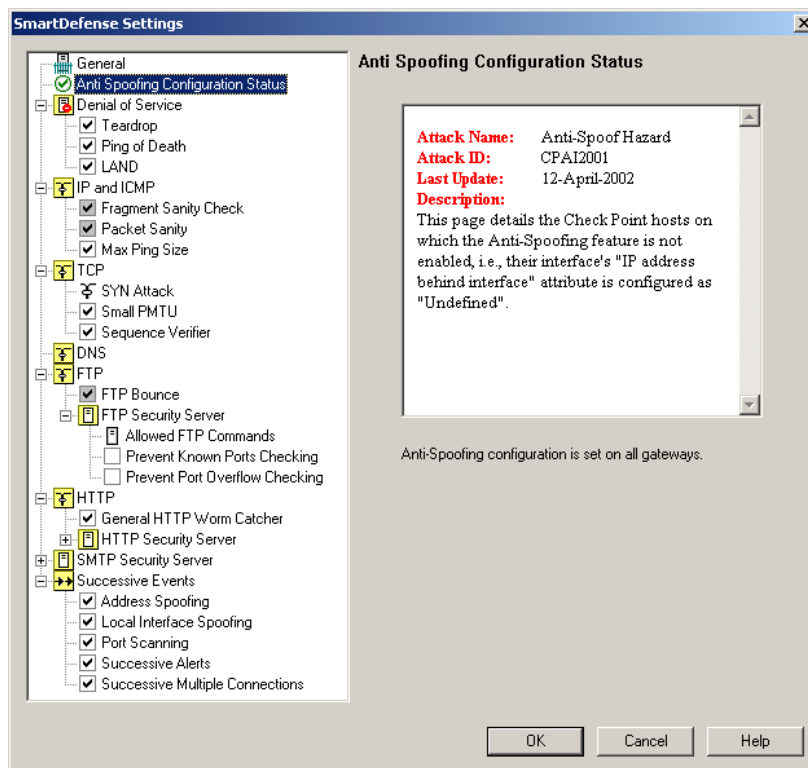 SmartDefense Settings
General
Anti Spoofing Configuration Status
Denial of Service
Teardrop
Ping of Death
LAND
IP and ICMP
Fragment Sanity Check
Packet Sanity
Max Ping Size
TCP
SYN Attack
Small PMTU
Sequence Verifier
DNS
FTP
FTP Bounce
FTP Security Server
Allowed FTP Commands
Prevent Known Ports Checking
Prevent Port Overflow Checking
HTTP
General HTTP Worm Catcher
HTTP Security Server
SMTP Security Server
Successive Events
Address Spoofing
Local Interface Spoofing
Port Scanning
Successive Alerts
Successive Multiple Connections
Anti Spoofing Configuration Status
Attack Name: Anti-Spoof Hazard
Attack ID: CPAI2001
Last Update: 12-April-2002
Description:
This page details the Check Point hosts on
which the Anti-Spoofing feature is not
enabled, i.e., their interface's "IP address
behind interface" attribute is configured as
"Undefined".
Anti-Spoofing configuration is set on all gateways.
OK Cancel Help